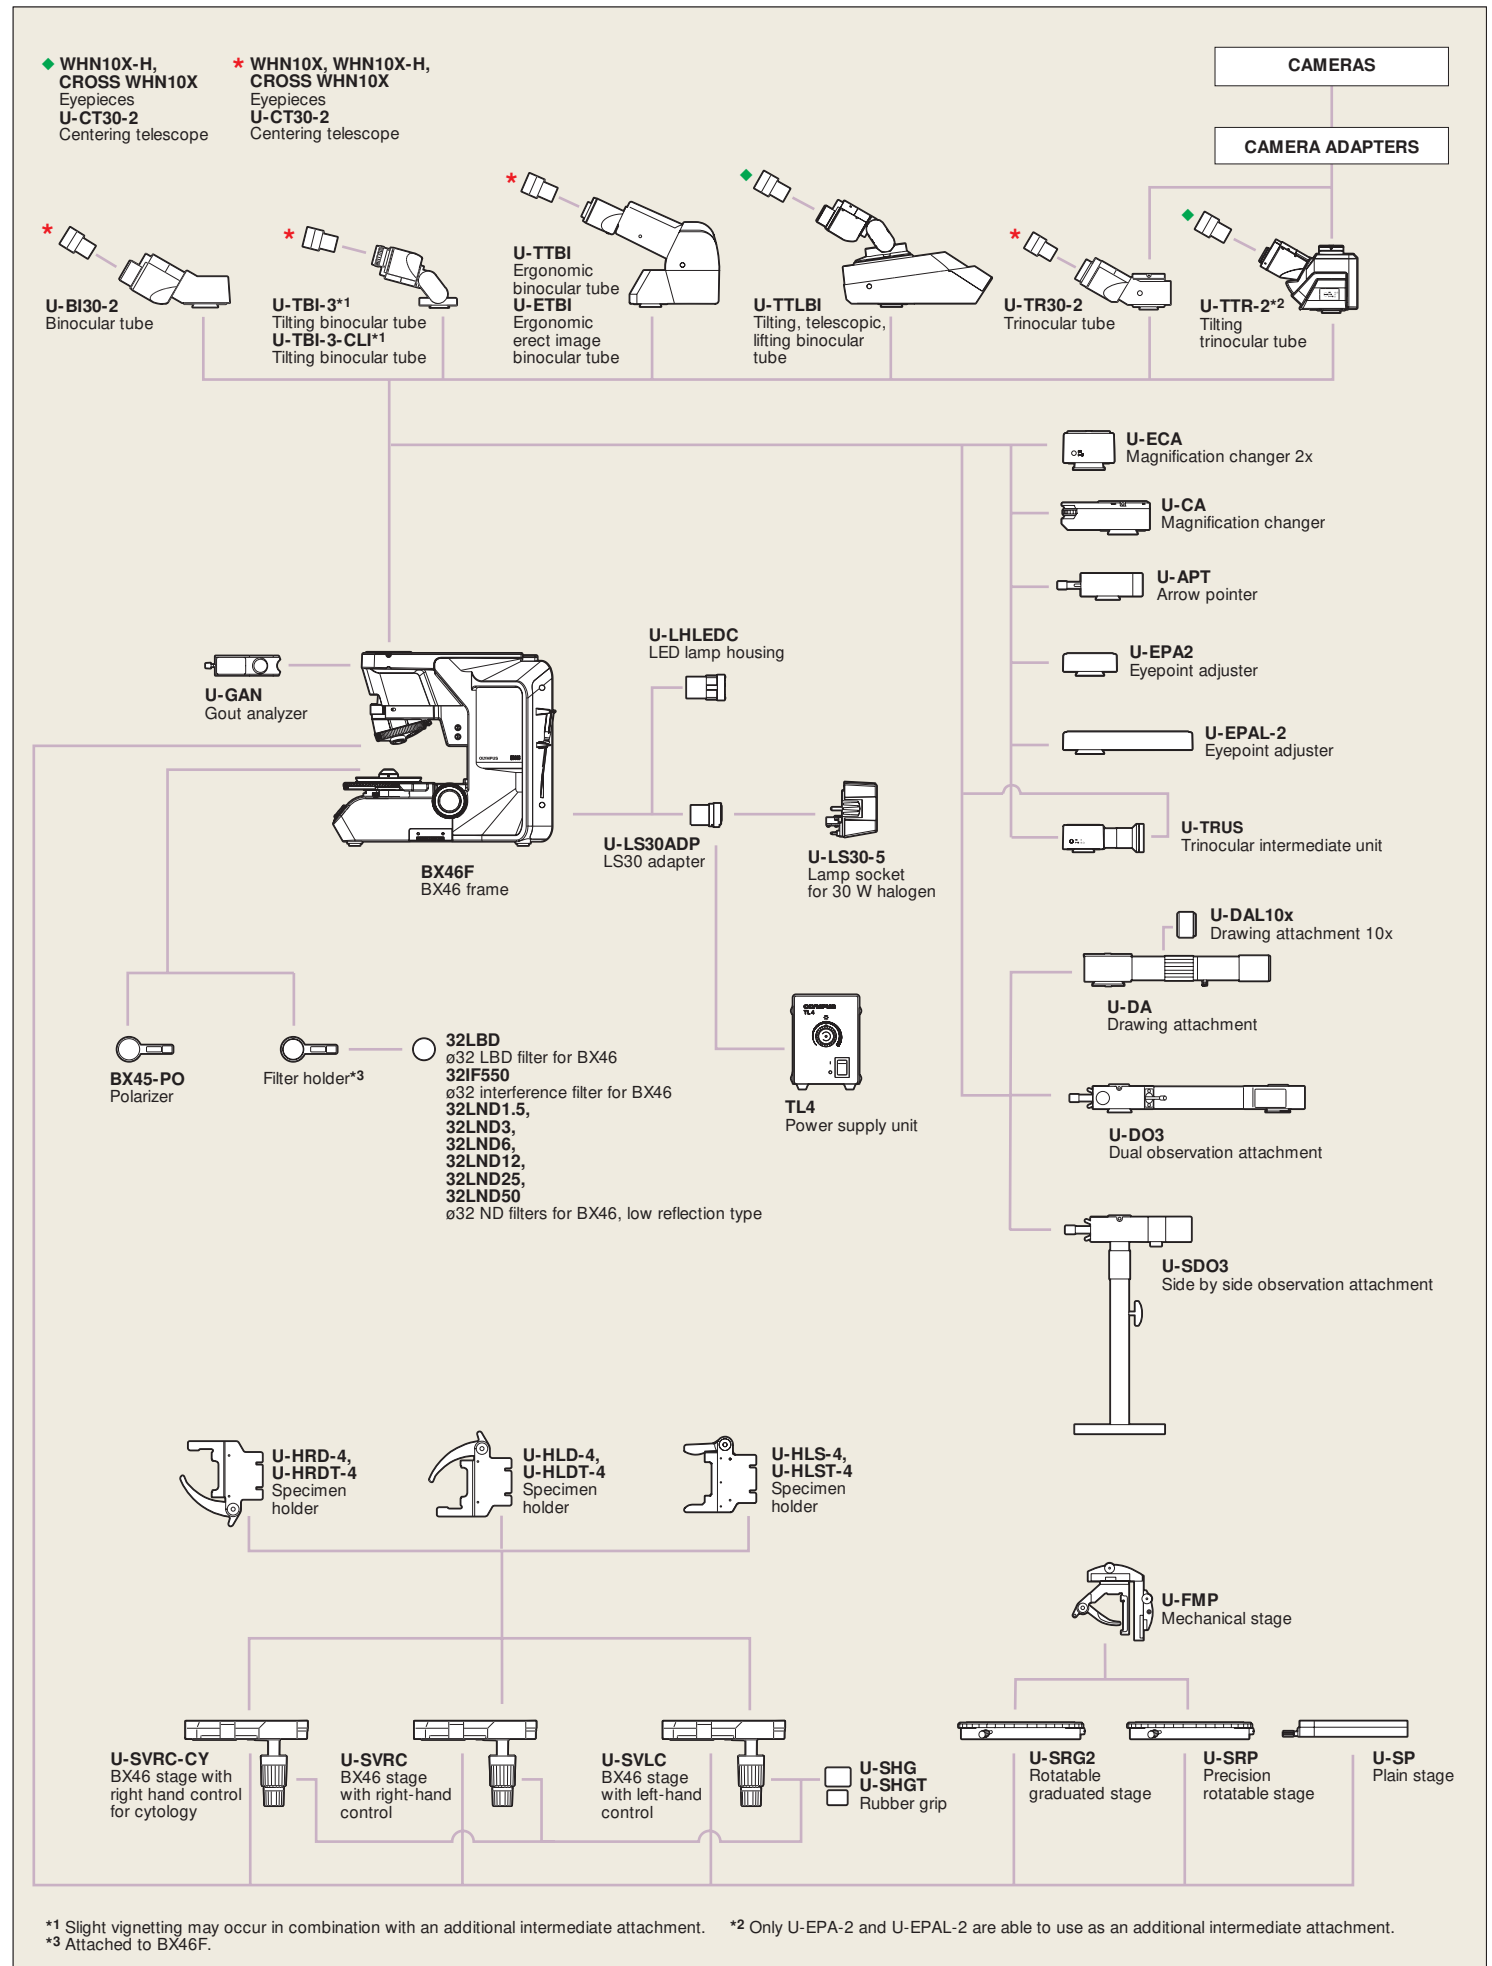 ◆ WHN10X-H,
CROSS WHN10X
Eyepieces
U-CT30-2
Centering telescope
* WHN10X, WHN10X-H,
CROSS WHN10X
Eyepieces
U-CT30-2
Centering telescope
CAMERAS
CAMERA ADAPTERS
U-BI30-2
Binocular tube
U-TBI-3*1
Tilting binocular tube
U-TBI-3-CLI*1
Tilting binocular tube
U-TTBI
Ergonomic
binocular tube
U-ETBI
Ergonomic
erect image
binocular tube
U-TTLBI
Tilting, telescopic,
lifting binocular
tube
U-TR30-2
Trinocular tube
U-TTR-2*2
Tilting
trinocular tube
U-ECA
Magnification changer 2x
U-CA
Magnification changer
U-APT
Arrow pointer
U-EPA2
Eyepoint adjuster
U-EPAL-2
Eyepoint adjuster
U-TRUS
Trinocular intermediate unit
U-DAL10x
Drawing attachment 10x
U-DA
Drawing attachment
U-DO3
Dual observation attachment
U-SDO3
Side by side observation attachment
U-GAN
Gout analyzer
OLYMPUS
BX46F
BX46 frame
U-LHLEDC
LED lamp housing
U-LS30ADP
LS30 adapter
U-LS30-5
Lamp socket
for 30 W halogen
OLYMPUS
TL4
TL4
Power supply unit
BX45-PO
Polarizer
Filter holder*3
32LBD
ø32 LBD filter for BX46
32IF550
ø32 interference filter for BX46
32LND1.5,
32LND3,
32LND6,
32LND12,
32LND25,
32LND50
ø32 ND filters for BX46, low reflection type
U-HRD-4,
U-HRDT-4
Specimen
holder
U-HLD-4,
U-HLDT-4
Specimen
holder
U-HLS-4,
U-HLST-4
Specimen
holder
U-FMP
Mechanical stage
U-SVRC-CY
BX46 stage with
right hand control
for cytology
U-SVRC
BX46 stage
with right-hand
control
U-SVLC
BX46 stage
with left-hand
control
U-SHG
U-SHGT
Rubber grip
U-SRG2
Rotatable
graduated stage
U-SRP
Precision
rotatable stage
U-SP
Plain stage
*1 Slight vignetting may occur in combination with an additional intermediate attachment. *2 Only U-EPA-2 and U-EPAL-2 are able to use as an additional intermediate attachment.
*3 Attached to BX46F.